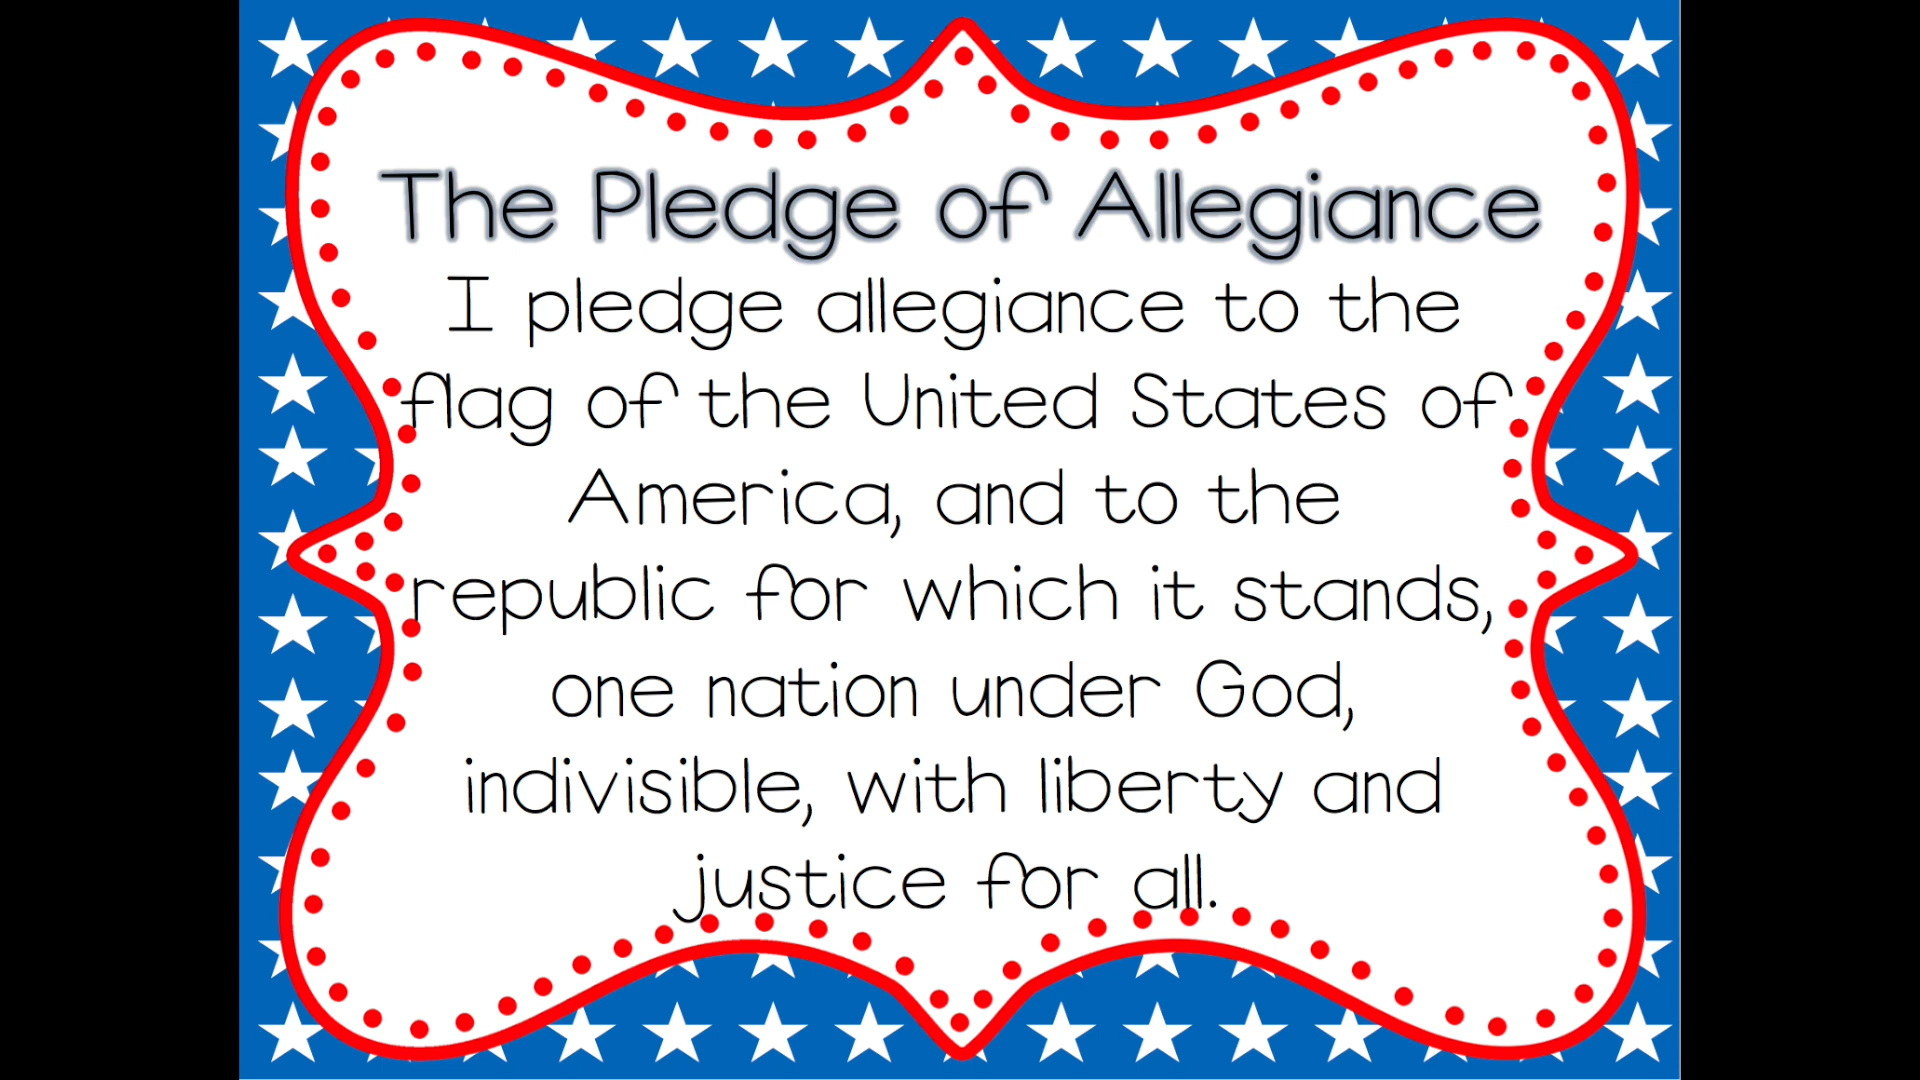 The Pledge of Allegiance
I pledge allegiance to the
flag of the United States of
America, and to the
republic for which it stands,
one nation under God,
indivisible, with liberty and
justice for all.